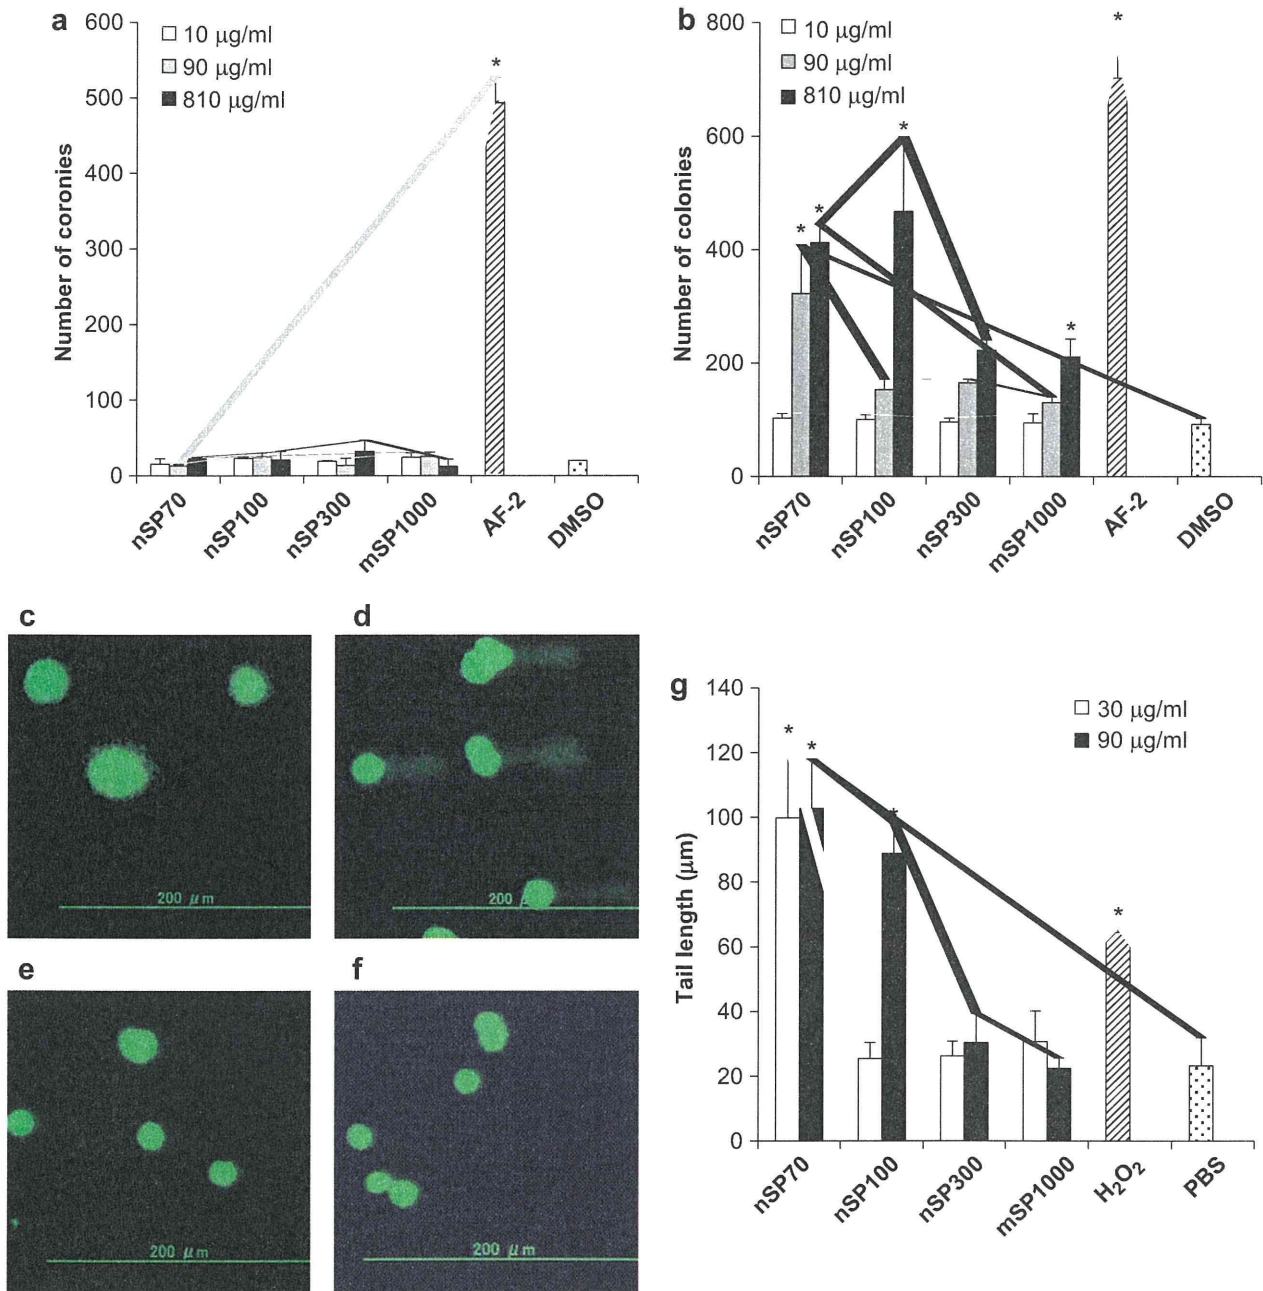 a
600
500
400
300
200
100
0
Number of coronies
10 µg/ml
90 µg/ml
810 µg/ml
*
nSP70
nSP100
nSP300
mSP1000
AF-2
DMSO
b
800
600
400
200
0
Number of colonies
10 µg/ml
90 µg/ml
810 µg/ml
*
*
*
*
*
nSP70
nSP100
nSP300
mSP1000
AF-2
DMSO
c
200 µm
d
200 µ
e
200 µm
f
200 µm
g
140
120
100
80
60
40
20
0
Tail length (µm)
30 µg/ml
90 µg/ml
*
*
*
nSP70
nSP100
nSP300
mSP1000
H₂O₂
PBS